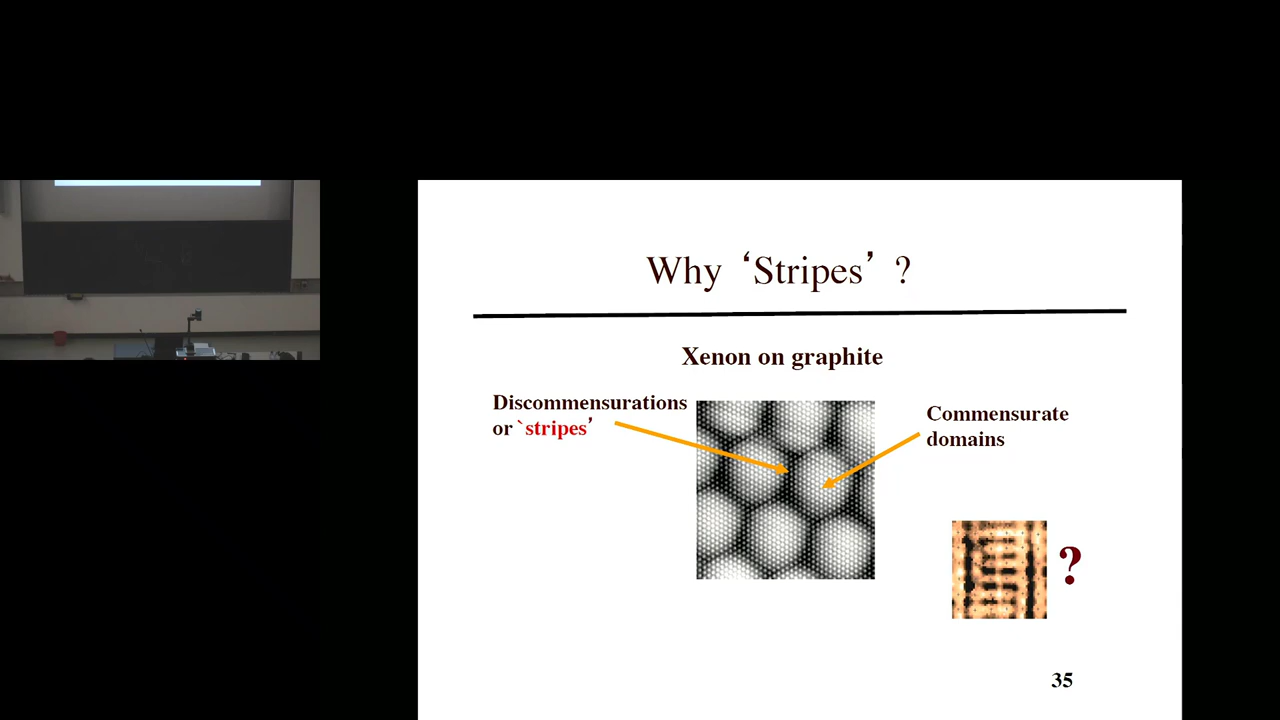 Why ‘Stripes’ ?
Xenon on graphite
Discommensurations
or `stripes’
Commensurate
domains
?
35